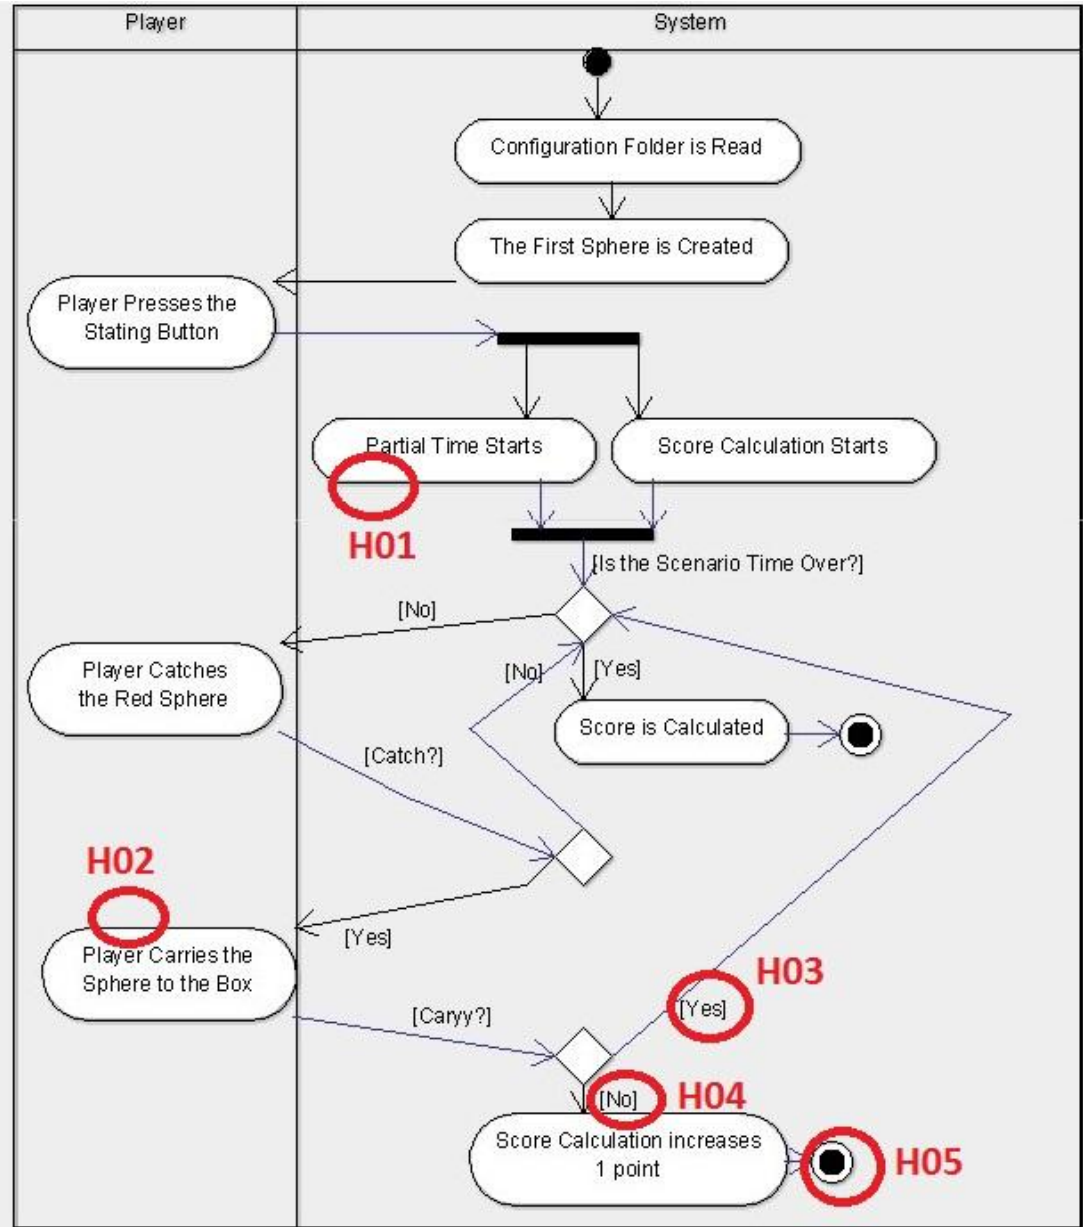 Player
System
Configuration Folder is Read
The First Sphere is Created
Player Presses the
Stating Button
Partial Time Starts
Score Calculation Starts
H01
[Is the Scenario Time Over?]
[No]
Player Catches
the Red Sphere
[No]
[Yes]
Score is Calculated
[Catch?]
H02
[Yes]
Player Carries the
Sphere to the Box
H03
[Yes]
[Caryy?]
[No]
H04
Score Calculation increases
1 point
H05